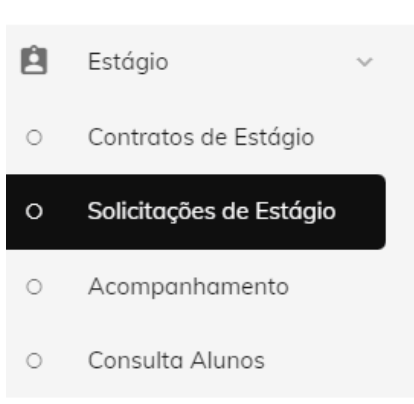 Estágio
Contratos de Estágio
Solicitações de Estágio
Acompanhamento
Consulta Alunos